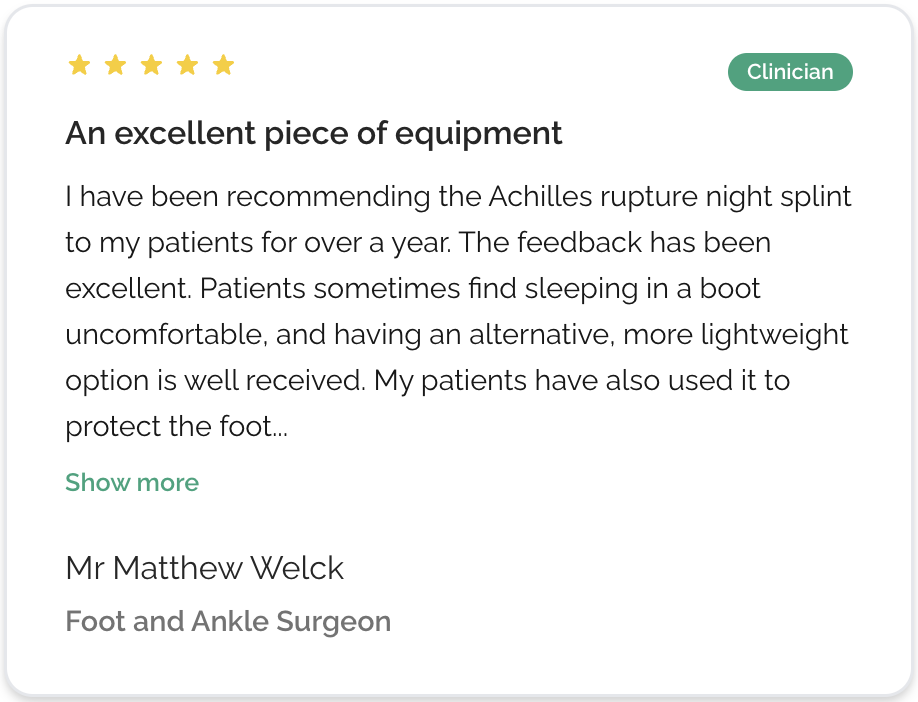 Clinician
An excellent piece of equipment
I have been recommending the Achilles rupture night splint
to my patients for over a year. The feedback has been
excellent. Patients sometimes find sleeping in a boot
uncomfortable, and having an alternative, more lightweight
option is well received. My patients have also used it to
protect the foot...
Show more
Mr Matthew Welck
Foot and Ankle Surgeon